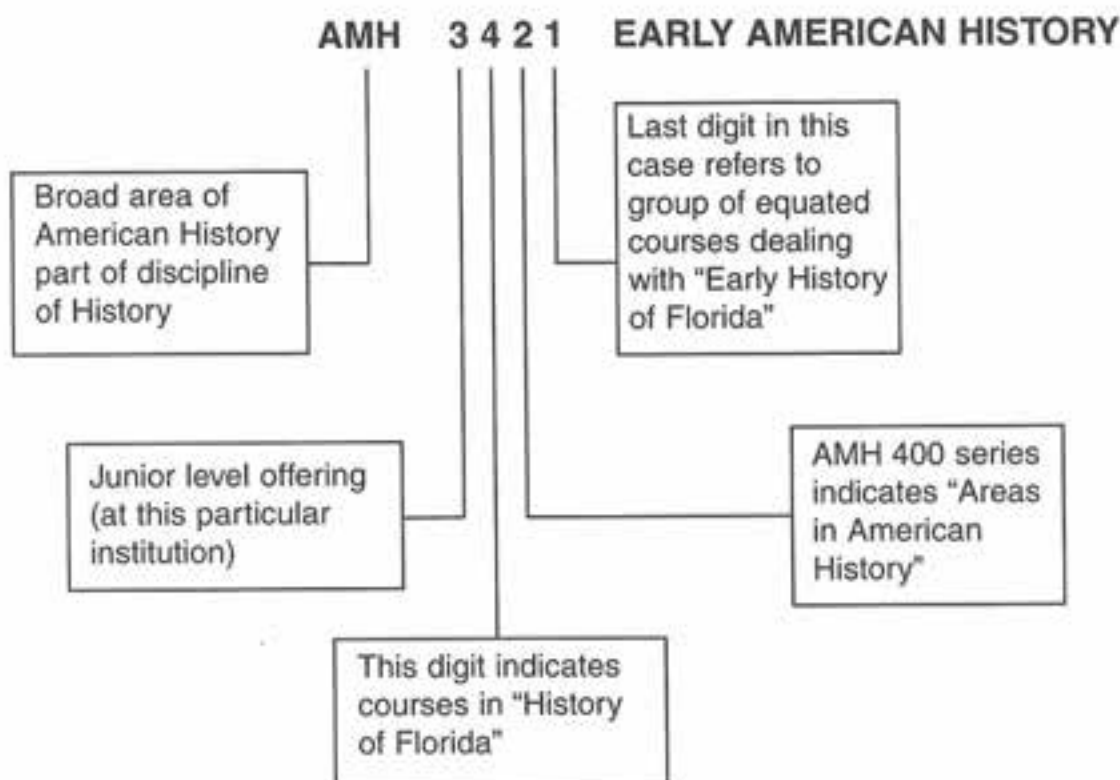 AMH 3 4 2 1 EARLY AMERICAN HISTORY
Broad area of
American History
part of discipline
of History
Last digit in this
case refers to
group of equated
courses dealing
with “Early History
of Florida”
Junior level offering
(at this particular
institution)
AMH 400 series
indicates “Areas
in American
History”
This digit indicates
courses in “History
of Florida”